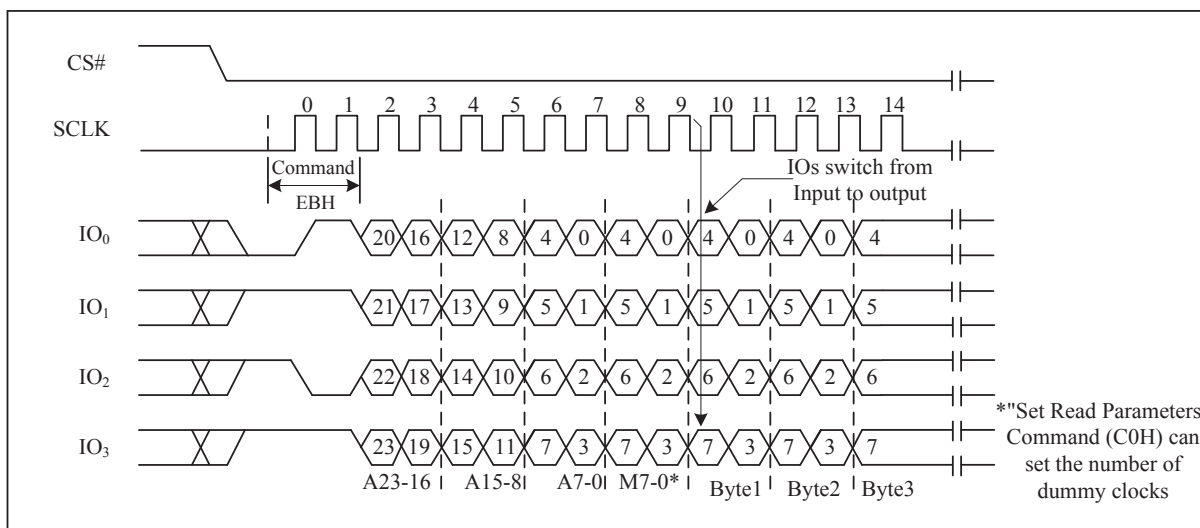 CS#
0 1 2 3 4 5 6 7 8 9 10 11 12 13 14
SCLK
Command
EBH
IOs switch from
Input to output
IO0 20 16 12 8 4 0 4 0 4 0 4 0 4
IO1 21 17 13 9 5 1 5 1 5 1 5 1 5
IO2 22 18 14 10 6 2 6 2 6 2 6 2 6
IO3 23 19 15 11 7 3 7 3 7 3 7 3 7
A23-16 A15-8 A7-0 M7-0* Byte1 Byte2 Byte3
*"Set Read Parameters
Command (C0H) can
set the number of
dummy clocks